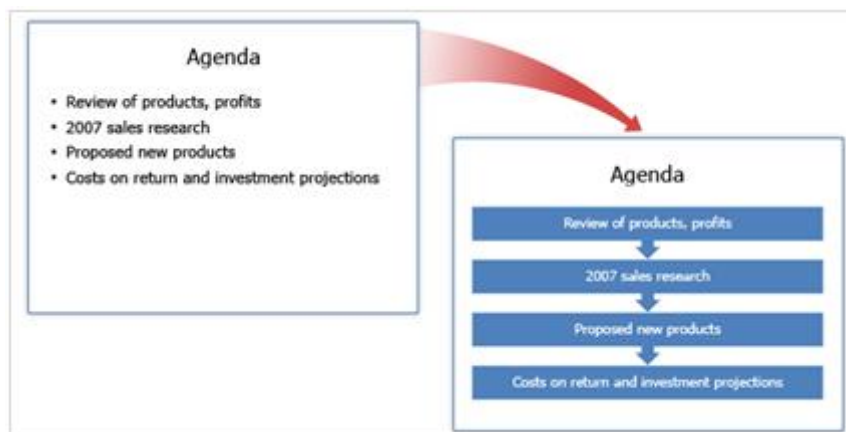 Agenda
• Review of products, profits
• 2007 sales research
• Proposed new products
• Costs on return and investment projections
Agenda
Review of products, profits
2007 sales research
Proposed new products
Costs on return and investment projections